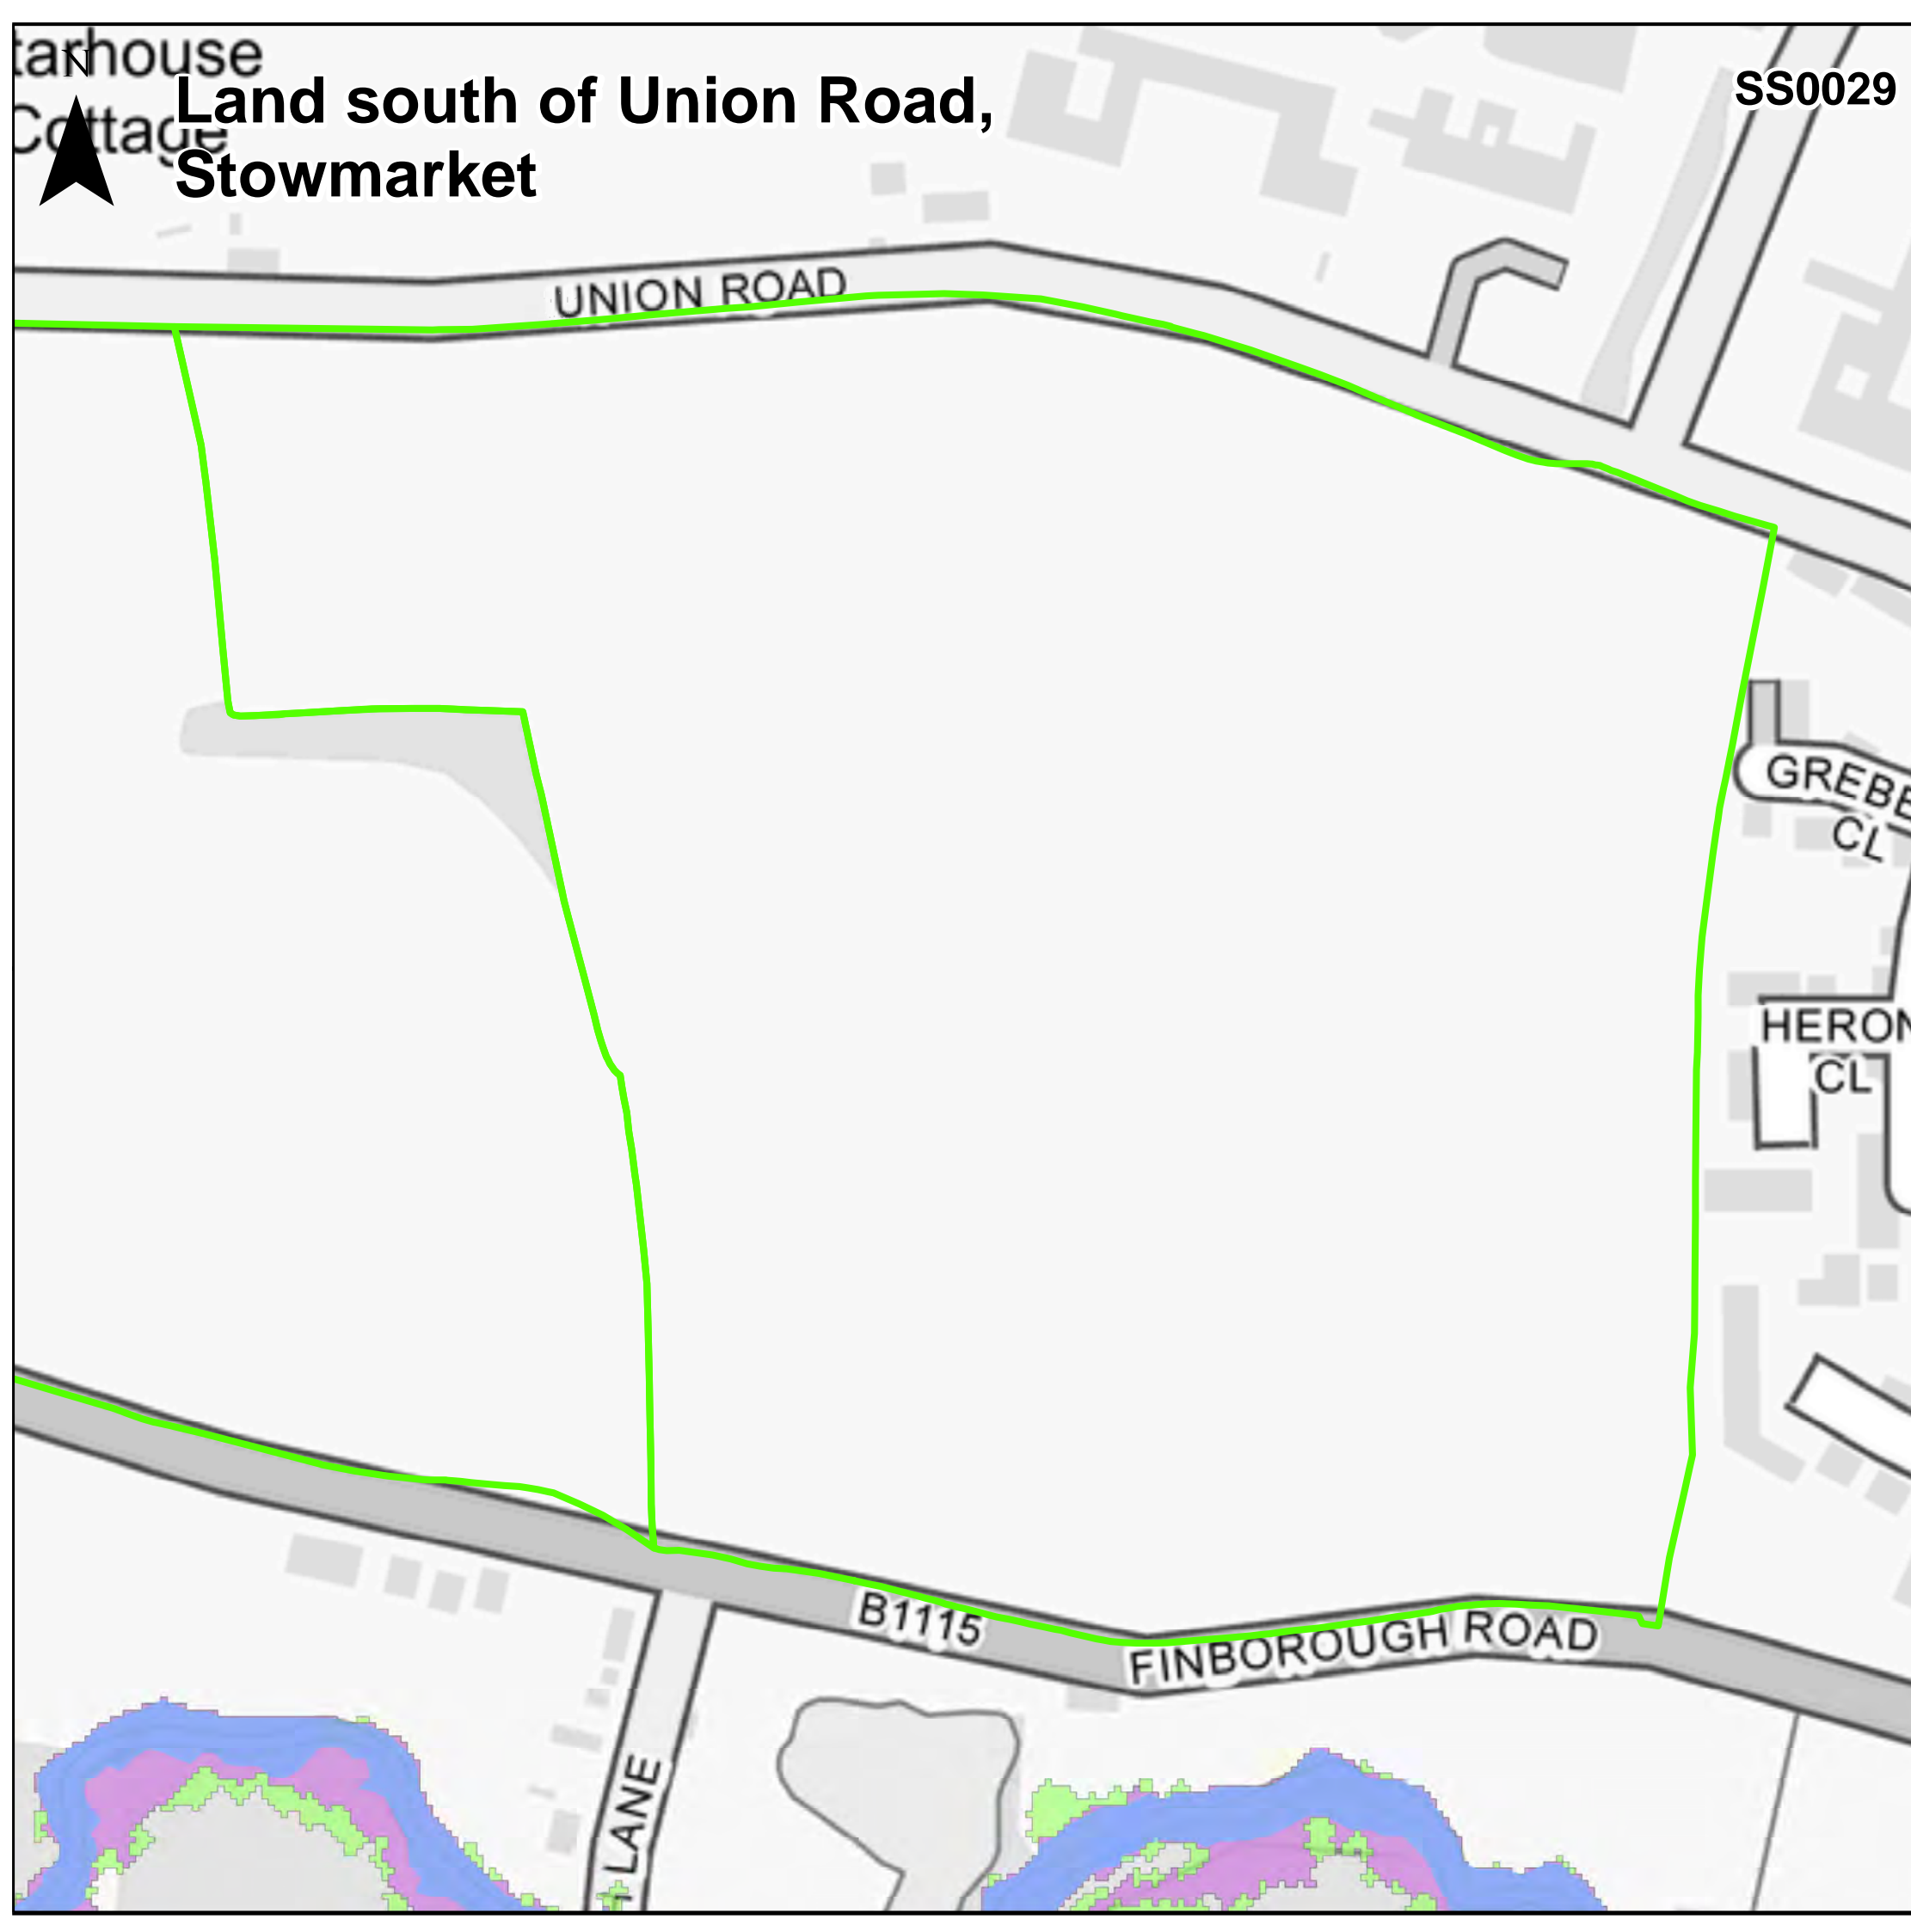 tarhouse
Cottage
N
Land south of Union Road,
Stowmarket
SS0029
UNION ROAD
GREBE
CL
HERON
CL
B1115
FINBOROUGH ROAD
LANE